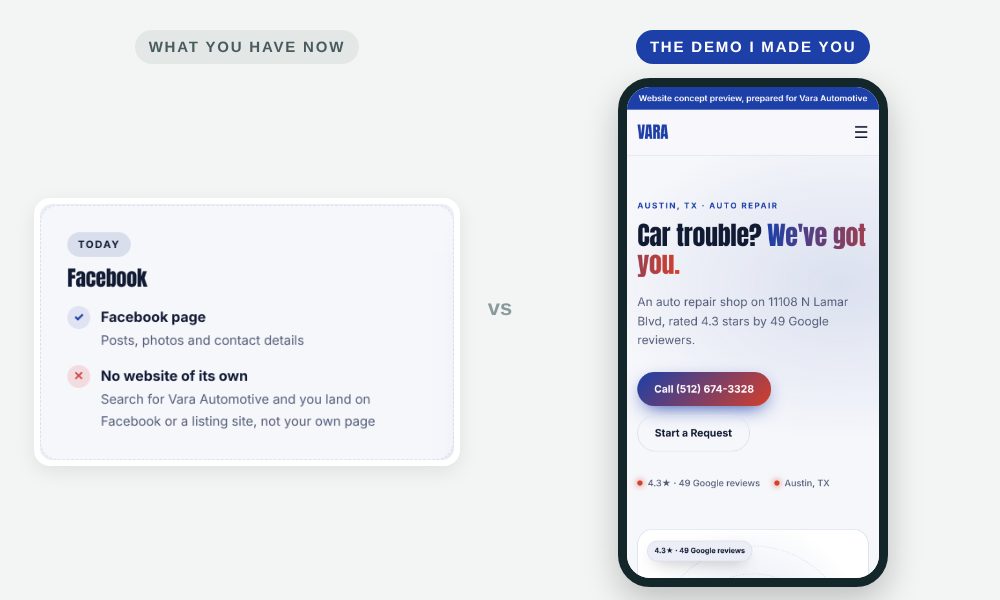 WHAT YOU HAVE NOW
TODAY
Facebook
Facebook page
Posts, photos and contact details
No website of its own
Search for Vara Automotive and you land on
Facebook or a listing site, not your own page
vs
THE DEMO I MADE YOU
Website concept preview, prepared for Vara Automotive
VARA
AUSTIN, TX · AUTO REPAIR
Car trouble? We've got
you.
An auto repair shop on 11108 N Lamar
Blvd, rated 4.3 stars by 49 Google
reviewers.
Call (512) 674-3328
Start a Request
4.3★ · 49 Google reviews
Austin, TX
4.3★ · 49 Google reviews